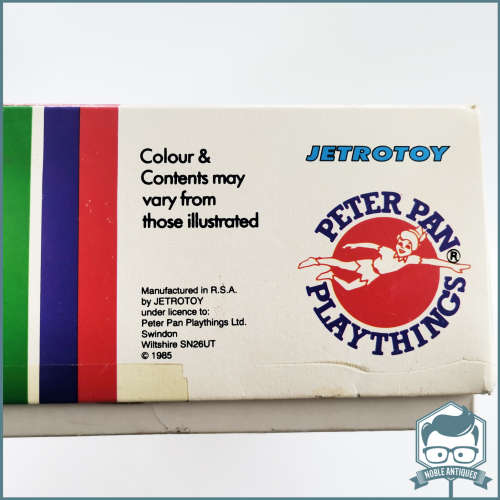 Colour &
Contents may
vary from
those illustrated
JETROTOY
PETER PAN
PLAYTHINGS
®
Manufactured in R.S.A.
by JETROTOY
under licence to:
Peter Pan Playthings Ltd.
Swindon
Wiltshire SN26UT
© 1985
NOBLE ANTIQUES